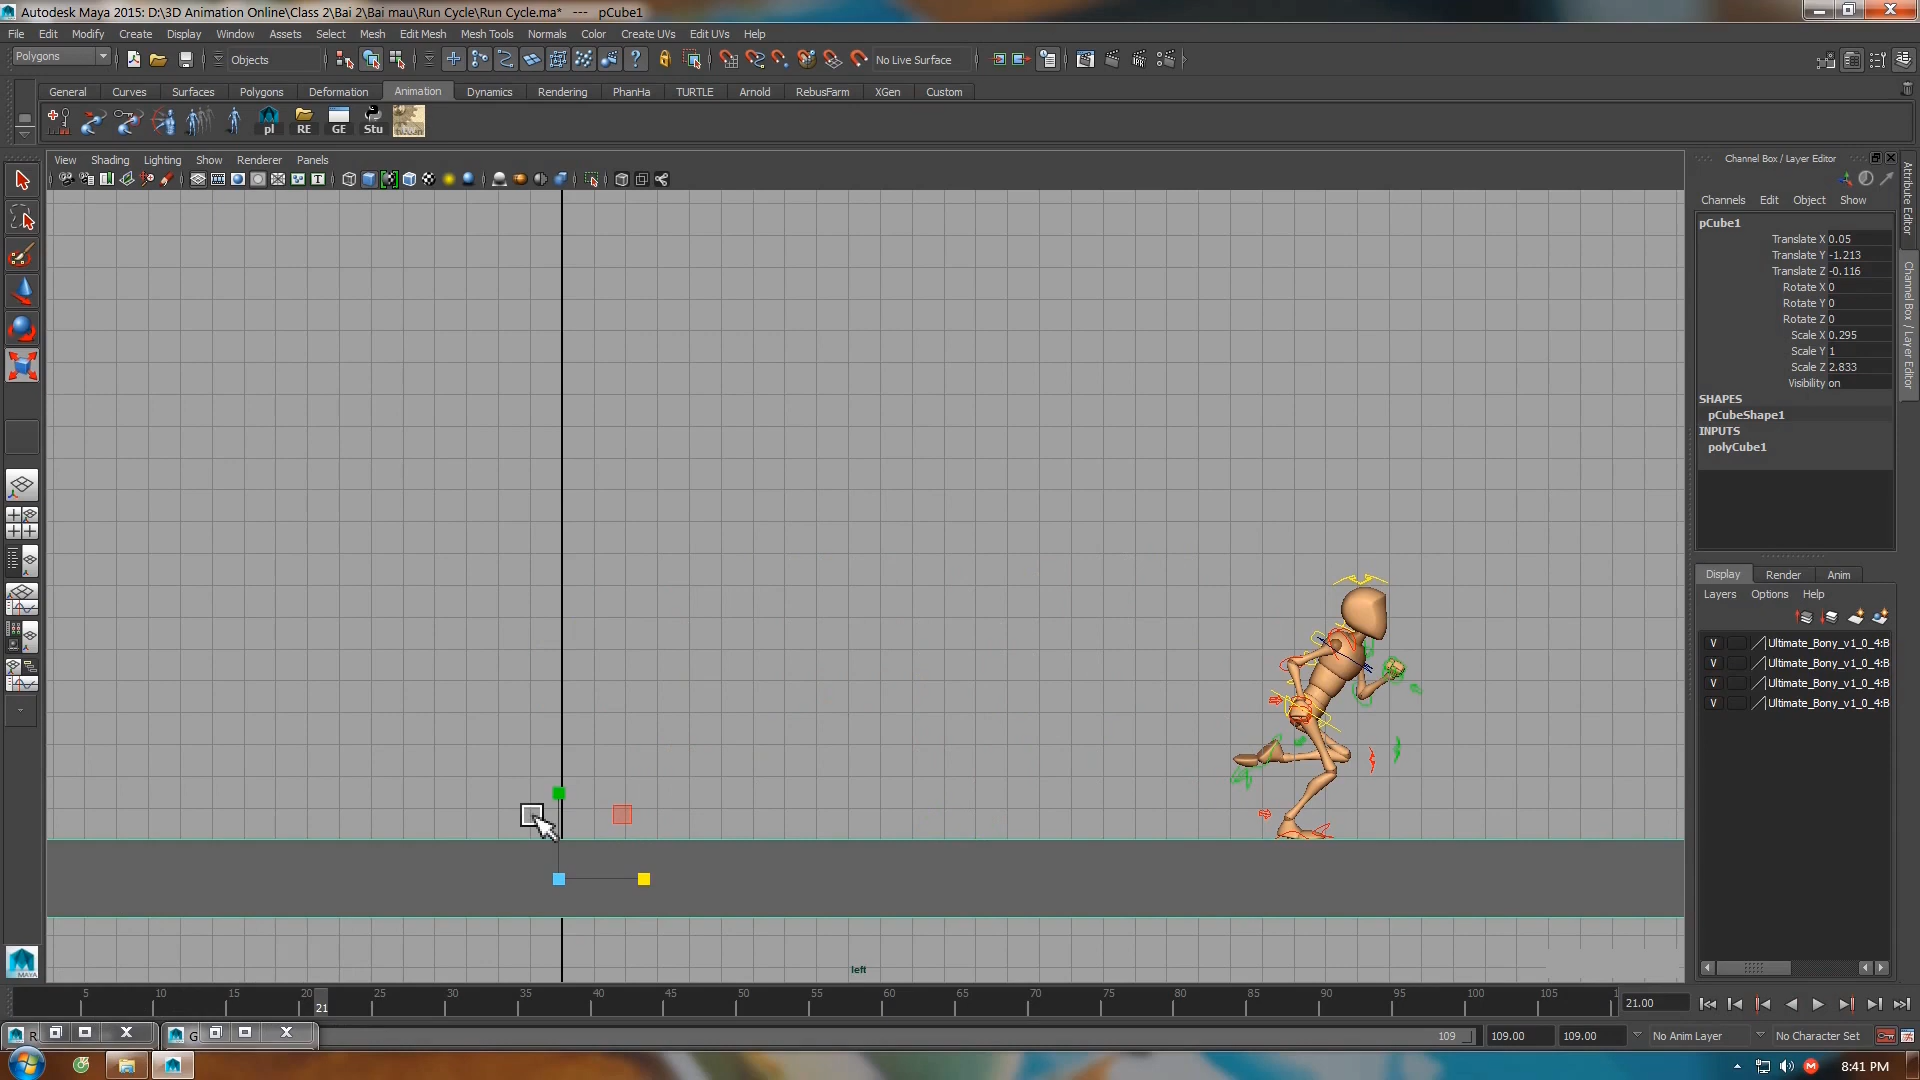 Autodesk Maya 2015: D:\3D Animation Online\Class 2\Bai 2\Bai mau\Run Cycle\Run Cycle.ma* --- pCube1
File Edit Modify Create Display Window Assets Select Mesh Edit Mesh Mesh Tools Normals Color Create UVs Edit UVs Help
Polygons Objects No Live Surface
General Curves Surfaces Polygons Deformation Animation Dynamics Rendering PhanHa TURTLE Arnold RebusFarm XGen Custom
pl RE GE Stu
View Shading Lighting Show Renderer Panels
Channel Box / Layer Editor
Channels Edit Object Show
pCube1
Translate X 0.05
Translate Y -1.213
Translate Z -0.116
Rotate X 0
Rotate Y 0
Rotate Z 0
Scale X 0.295
Scale Y 1
Scale Z 2.833
Visibility on
SHAPES
pCubeShape1
INPUTS
polyCube1
Attribute Editor
Channel Box / Layer Editor
Display Render Anim
Layers Options Help
V Ultimate_Bony_v1_0_4:B
V Ultimate_Bony_v1_0_4:B
V Ultimate_Bony_v1_0_4:B
V Ultimate_Bony_v1_0_4:B
left
MAYA
5 10 15 20 25 30 35 40 45 50 55 60 65 70 75 80 85 90 95 100 105 1
21
21.00
R G 109 109.00 109.00 No Anim Layer No Character Set
8:41 PM